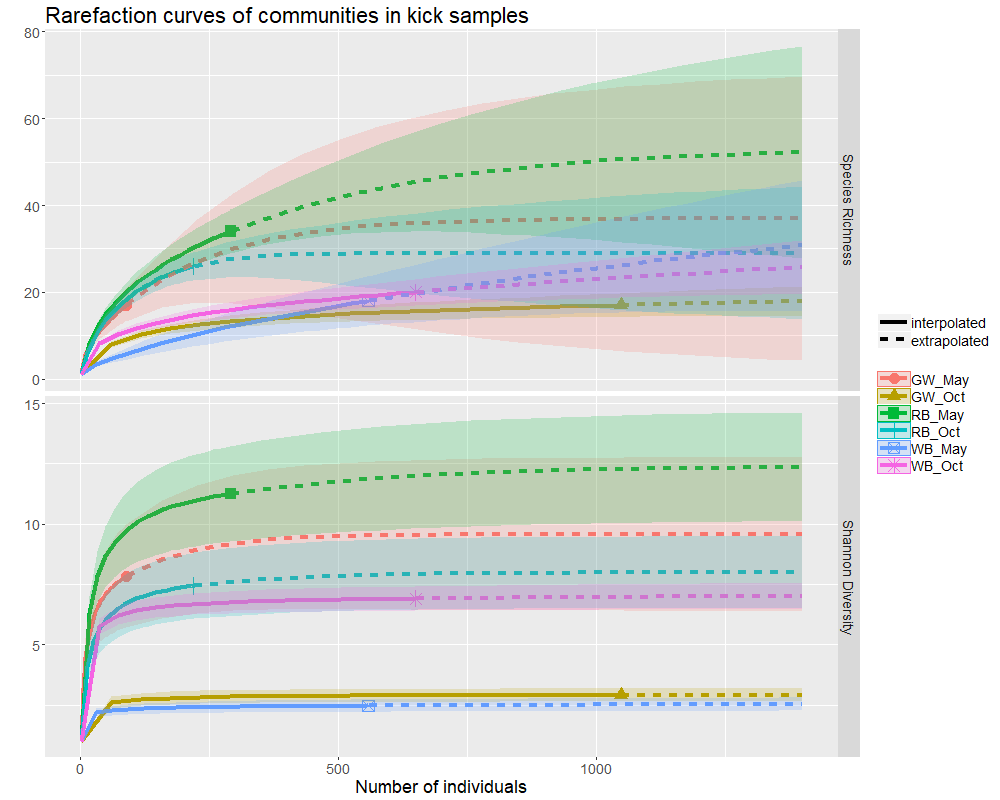 Rarefaction curves of communities in kick samples
80
60
40
20
0
Species Richness
15
10
5
Shannon Diversity
0
500
1000
Number of individuals
interpolated
extrapolated
GW_May
GW_Oct
RB_May
RB_Oct
WB_May
WB_Oct